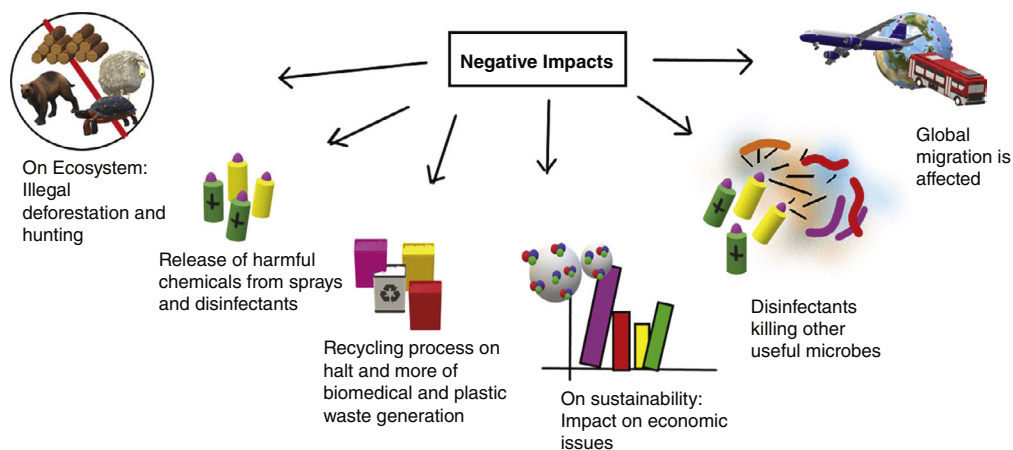 Negative Impacts
On Ecosystem:
Illegal
deforestation and
hunting
Release of harmful
chemicals from sprays
and disinfectants
Recycling process on
halt and more of
biomedical and plastic
waste generation
On sustainability:
Impact on economic
issues
Disinfectants
killing other
useful microbes
Global
migration is
affected